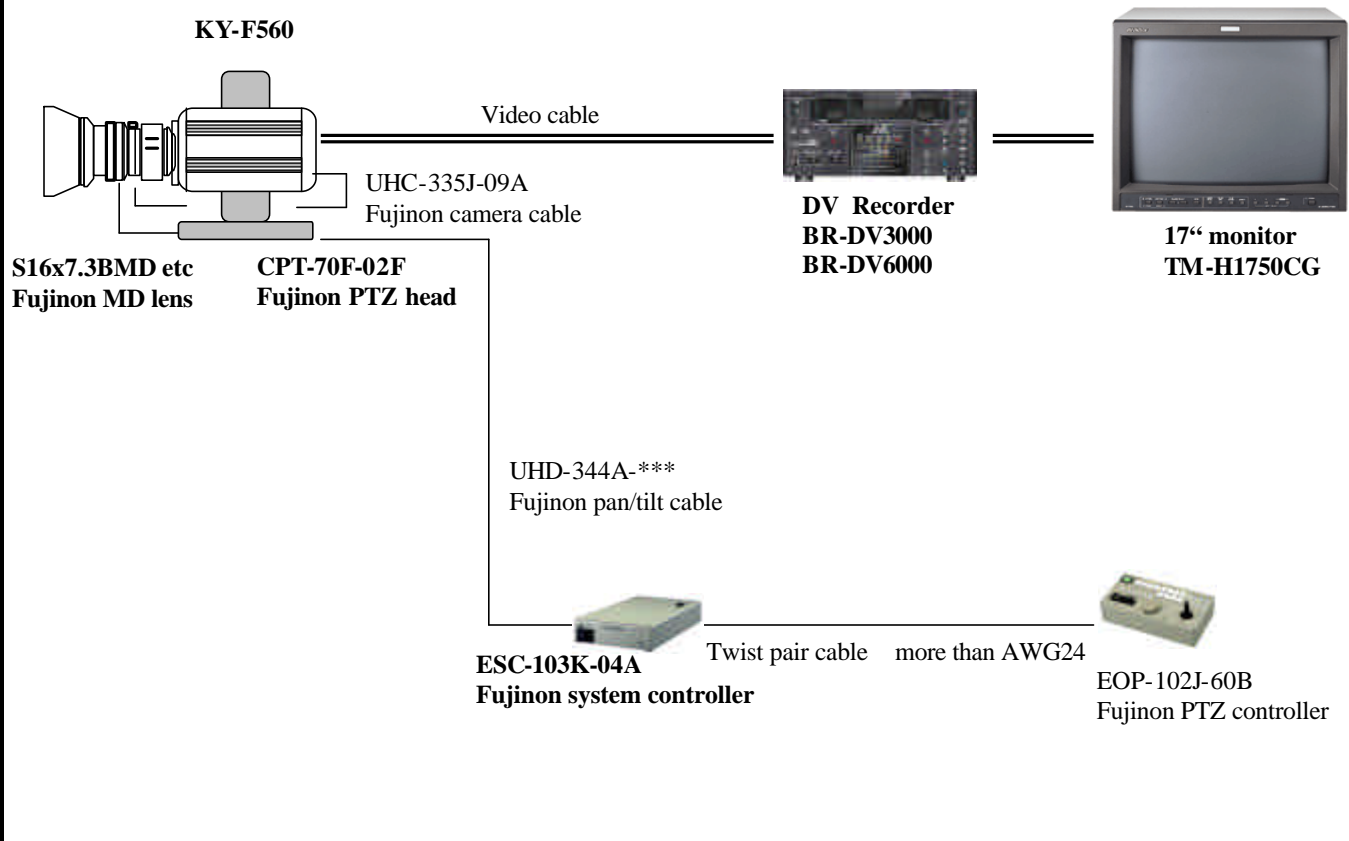 KY-F560
Video cable
UHC-335J-09A
Fujinon camera cable
DV Recorder
BR-DV3000
BR-DV6000
17“ monitor
TM-H1750CG
S16x7.3BMD etc
Fujinon MD lens
CPT-70F-02F
Fujinon PTZ head
UHD-344A-***
Fujinon pan/tilt cable
ESC-103K-04A
Fujinon system controller
Twist pair cable more than AWG24
EOP-102J-60B
Fujinon PTZ controller